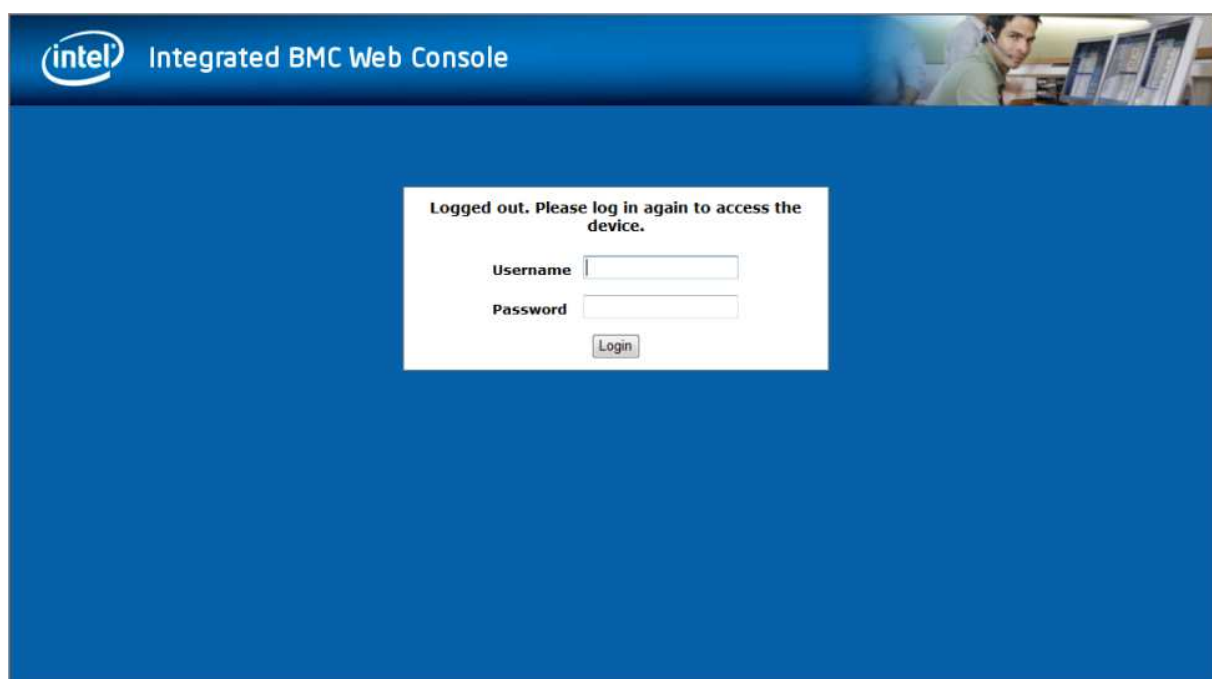 intel Integrated BMC Web Console
Logged out. Please log in again to access the
device.
Username
Password
Login